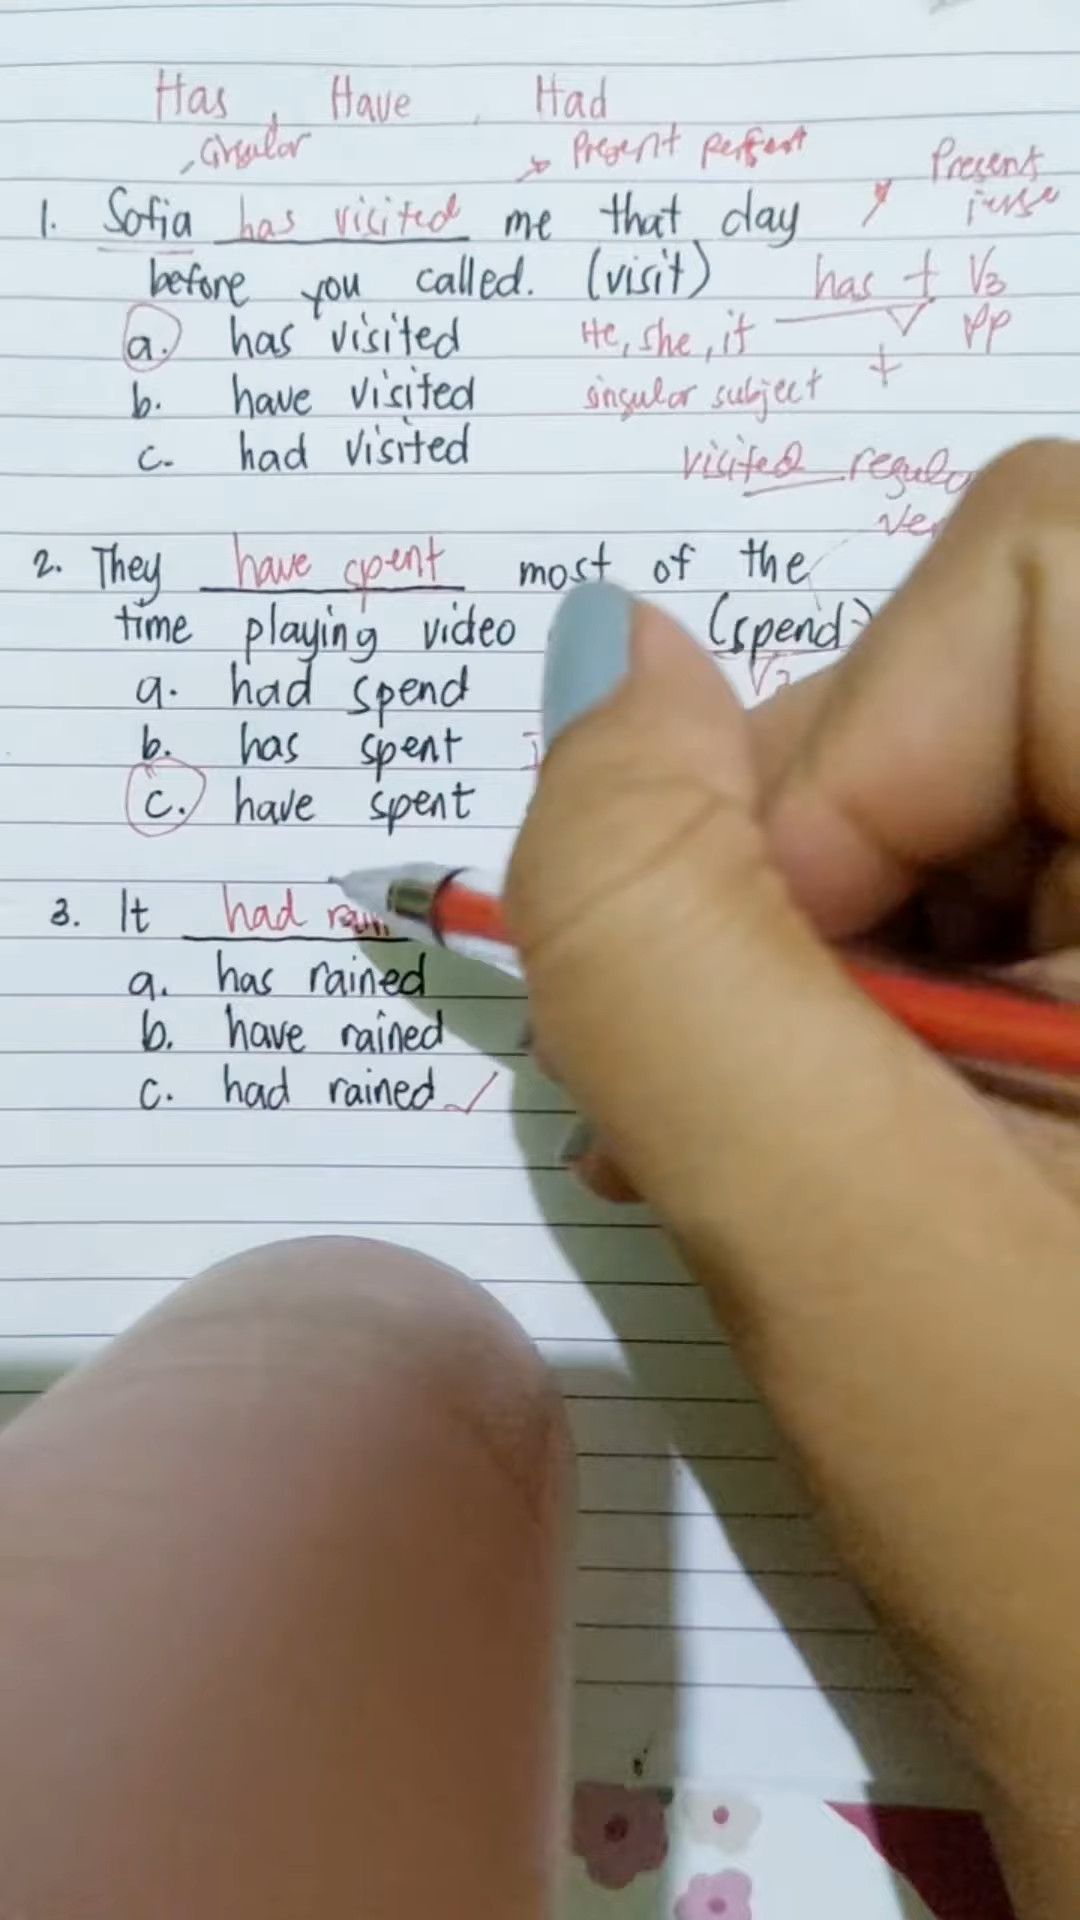 Has , Have , Had
singular Present perfect
Present tense
1. Sofia has visited me that day
before you called. (visit) has + V3
a. has visited He, she, it PP
+
b. have visited singular subject
c. had visited visited regula
ver
2. They have spent most of the
time playing video (spend)
a. had spend V3
b. has spent I
c. have spent
3. It had rain
a. has rained
b. have rained
c. had rained ✓